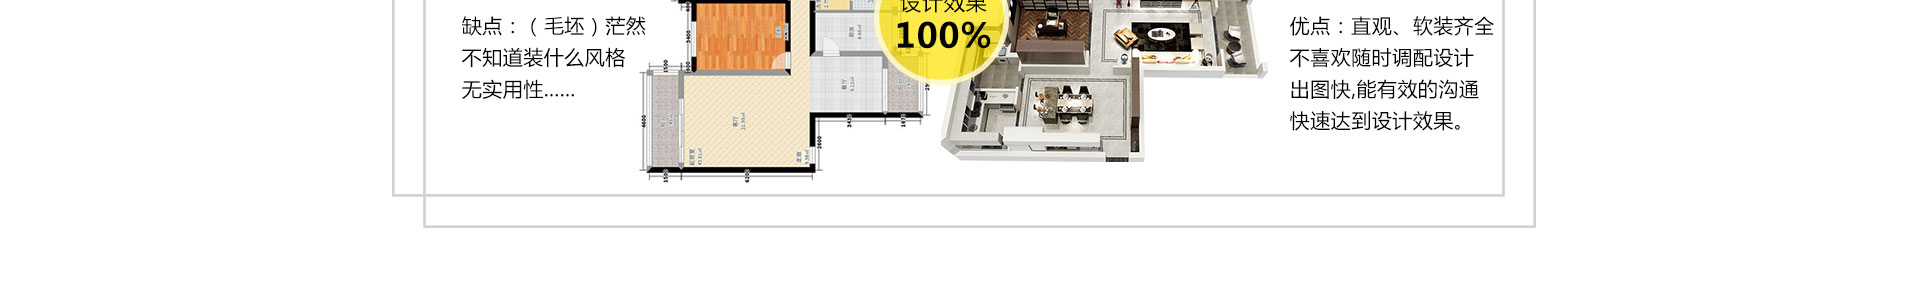 缺点：（毛坯）茫然
不知道装什么风格
无实用性......
设计效果
100%
优点：直观、软装齐全
不喜欢随时调配设计
出图快,能有效的沟通
快速达到设计效果。
客厅